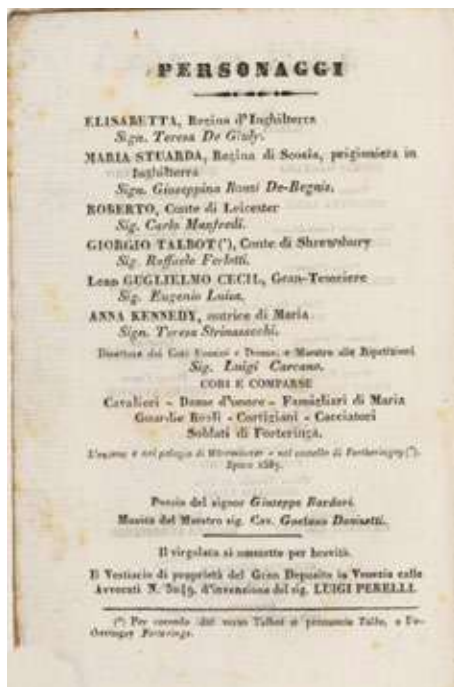 PERSONAGGI
ELISABETTA, Regina d'Inghilterra
Sign. Teresa De Giuly.
MARIA STUARDA, Regina di Scozia, prigioniera in
Inghilterra
Sign. Giuseppina Ronzi De-Begnis.
ROBERTO, Conte di Leicester
Sig. Carlo Manfredi.
GIORGIO TALBOT (*), Conte di Shrewsbury
Sig. Raffaele Ferlotti.
LORD GUGLIELMO CECIL, Gran-Tesoriere
Sig. Eugenio Luisa.
ANNA KENNEDY, nutrice di Maria
Sign. Teresa Strinasacchi.
Direttore dei Cori Uomini e Donne, e Maestro alle Ripetizioni
Sig. Luigi Carcano.
CORI E COMPARSE
Cavalieri - Dame d'onore - Famigliari di Maria
Guardie Reali - Cortigiani - Cacciatori
Soldati di Forteringa.
L'azione è nel palagio di Westminster e nel castello di Fortheringay (*).
Epoca 1587.
Poesia del signor Giuseppe Bardari.
Musica del Maestro sig. Cav. Gaetano Donizetti.
Il virgolato si ommette per brevità.
Il Vestiario di proprietà del Gran Deposito in Venezia calle
Avvocati N. d'invenzione del sig. LUIGI PERELLI.
(*) Per comodo del verso Talbot si pronuncia Talbo, e
Forteringa.